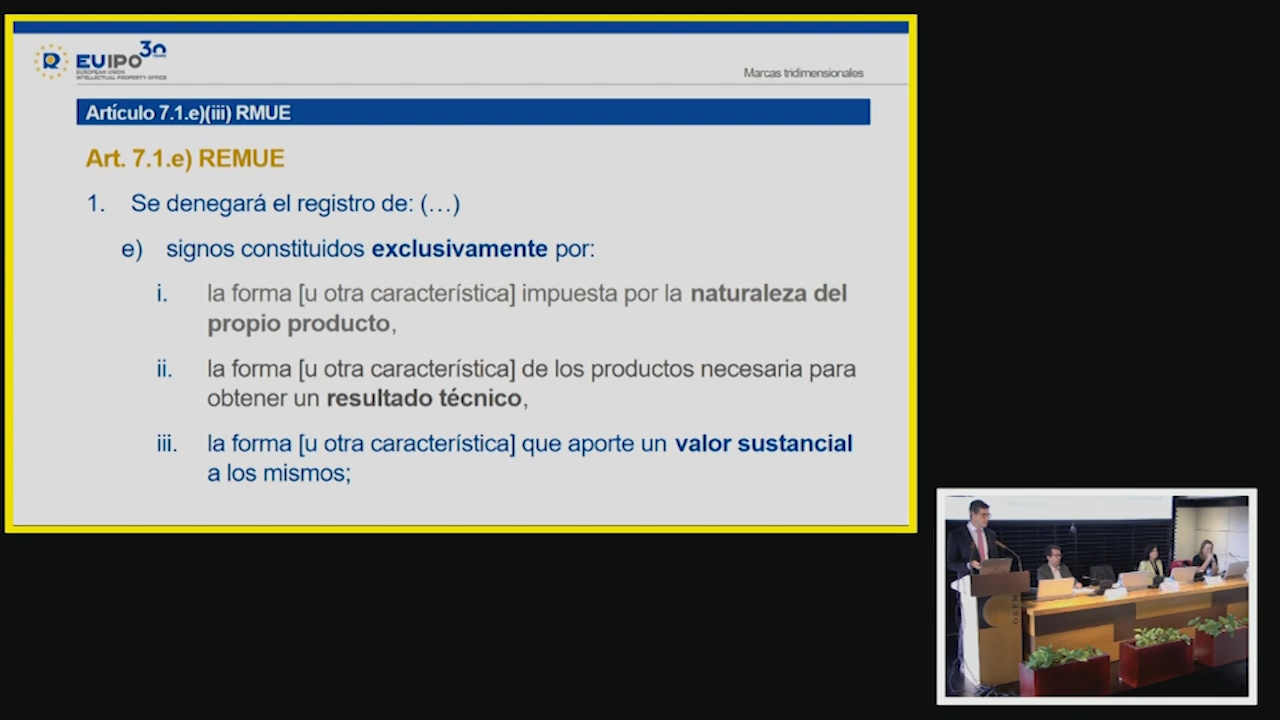 EUIPO 30
YEARS
EUROPEAN UNION
INTELLECTUAL PROPERTY OFFICE
Marcas tridimensionales
Artículo 7.1.e)(iii) RMUE
Art. 7.1.e) REMUE
1. Se denegará el registro de: (…)
e) signos constituidos exclusivamente por:
i. la forma [u otra característica] impuesta por la naturaleza del
propio producto,
ii. la forma [u otra característica] de los productos necesaria para
obtener un resultado técnico,
iii. la forma [u otra característica] que aporte un valor sustancial
a los mismos;
OEPM